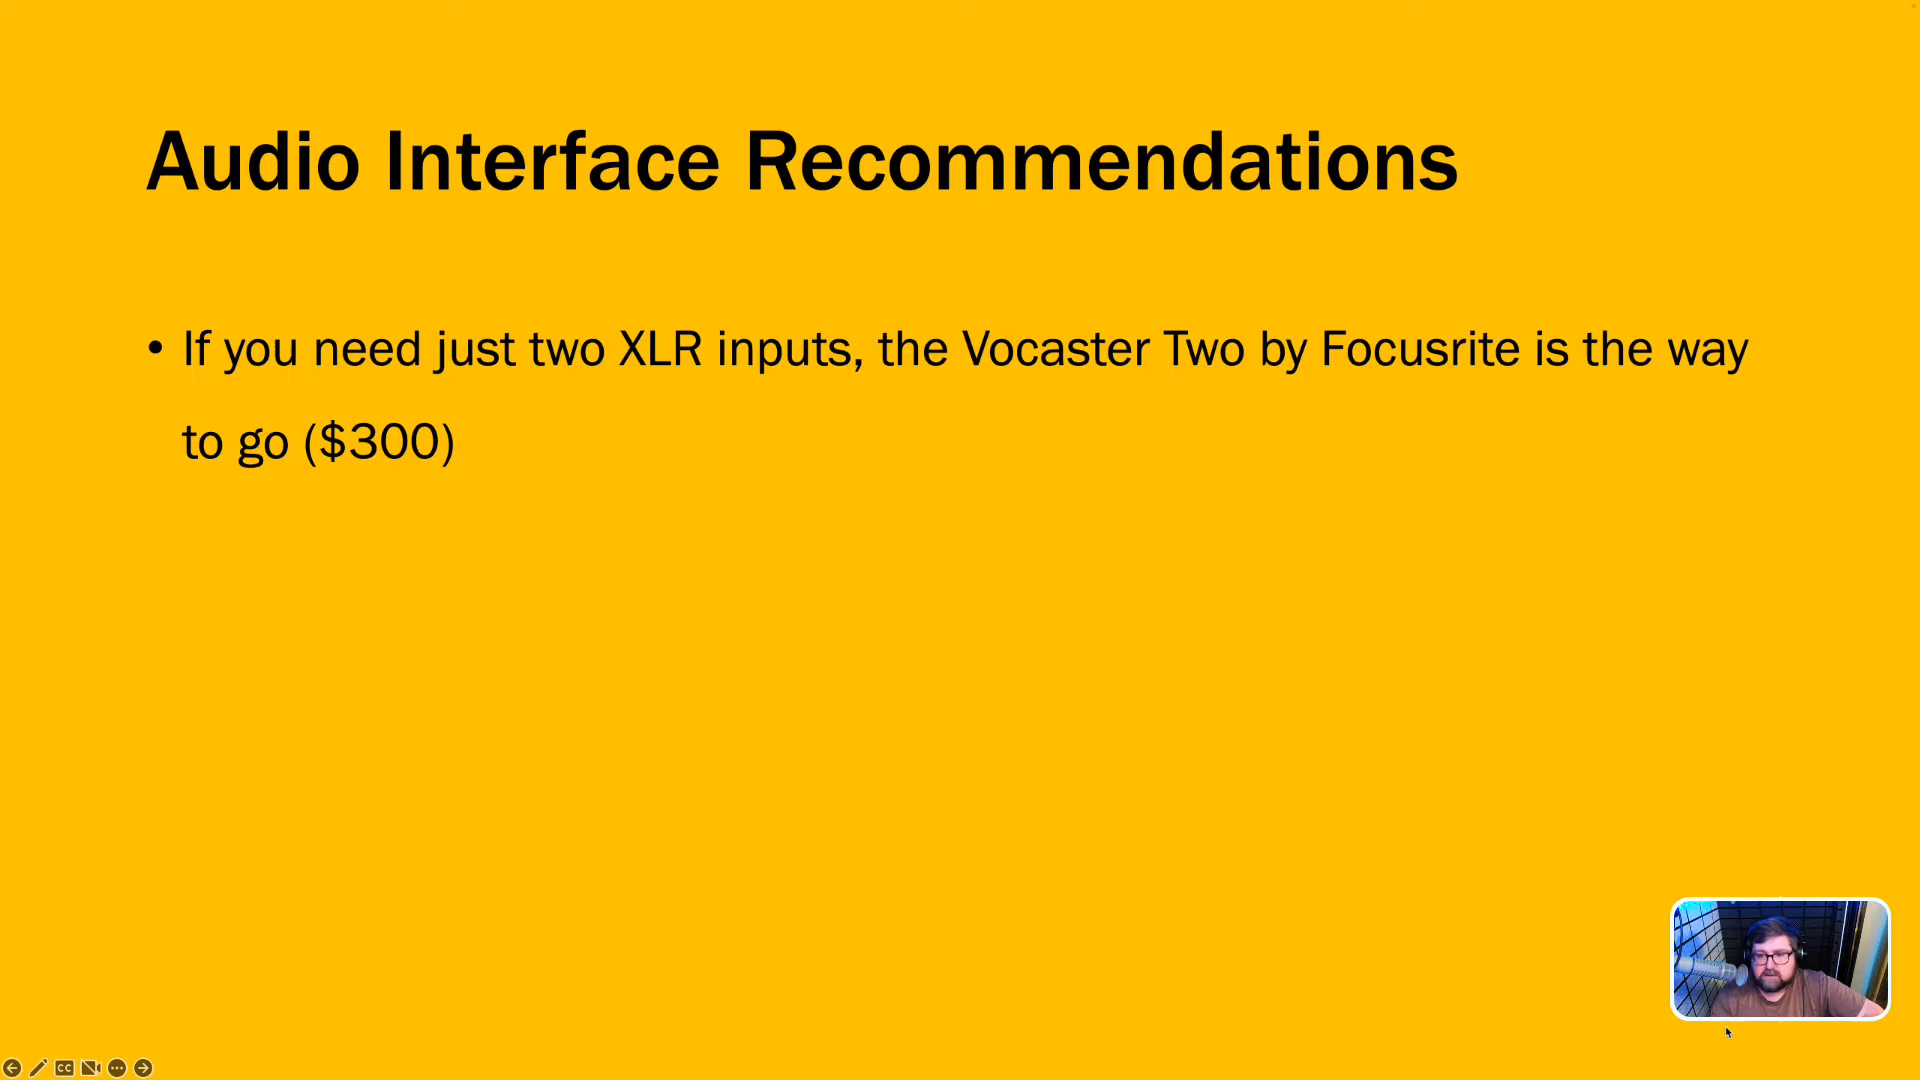 Audio Interface Recommendations
• If you need just two XLR inputs, the Vocaster Two by Focusrite is the way
to go ($300)
CC